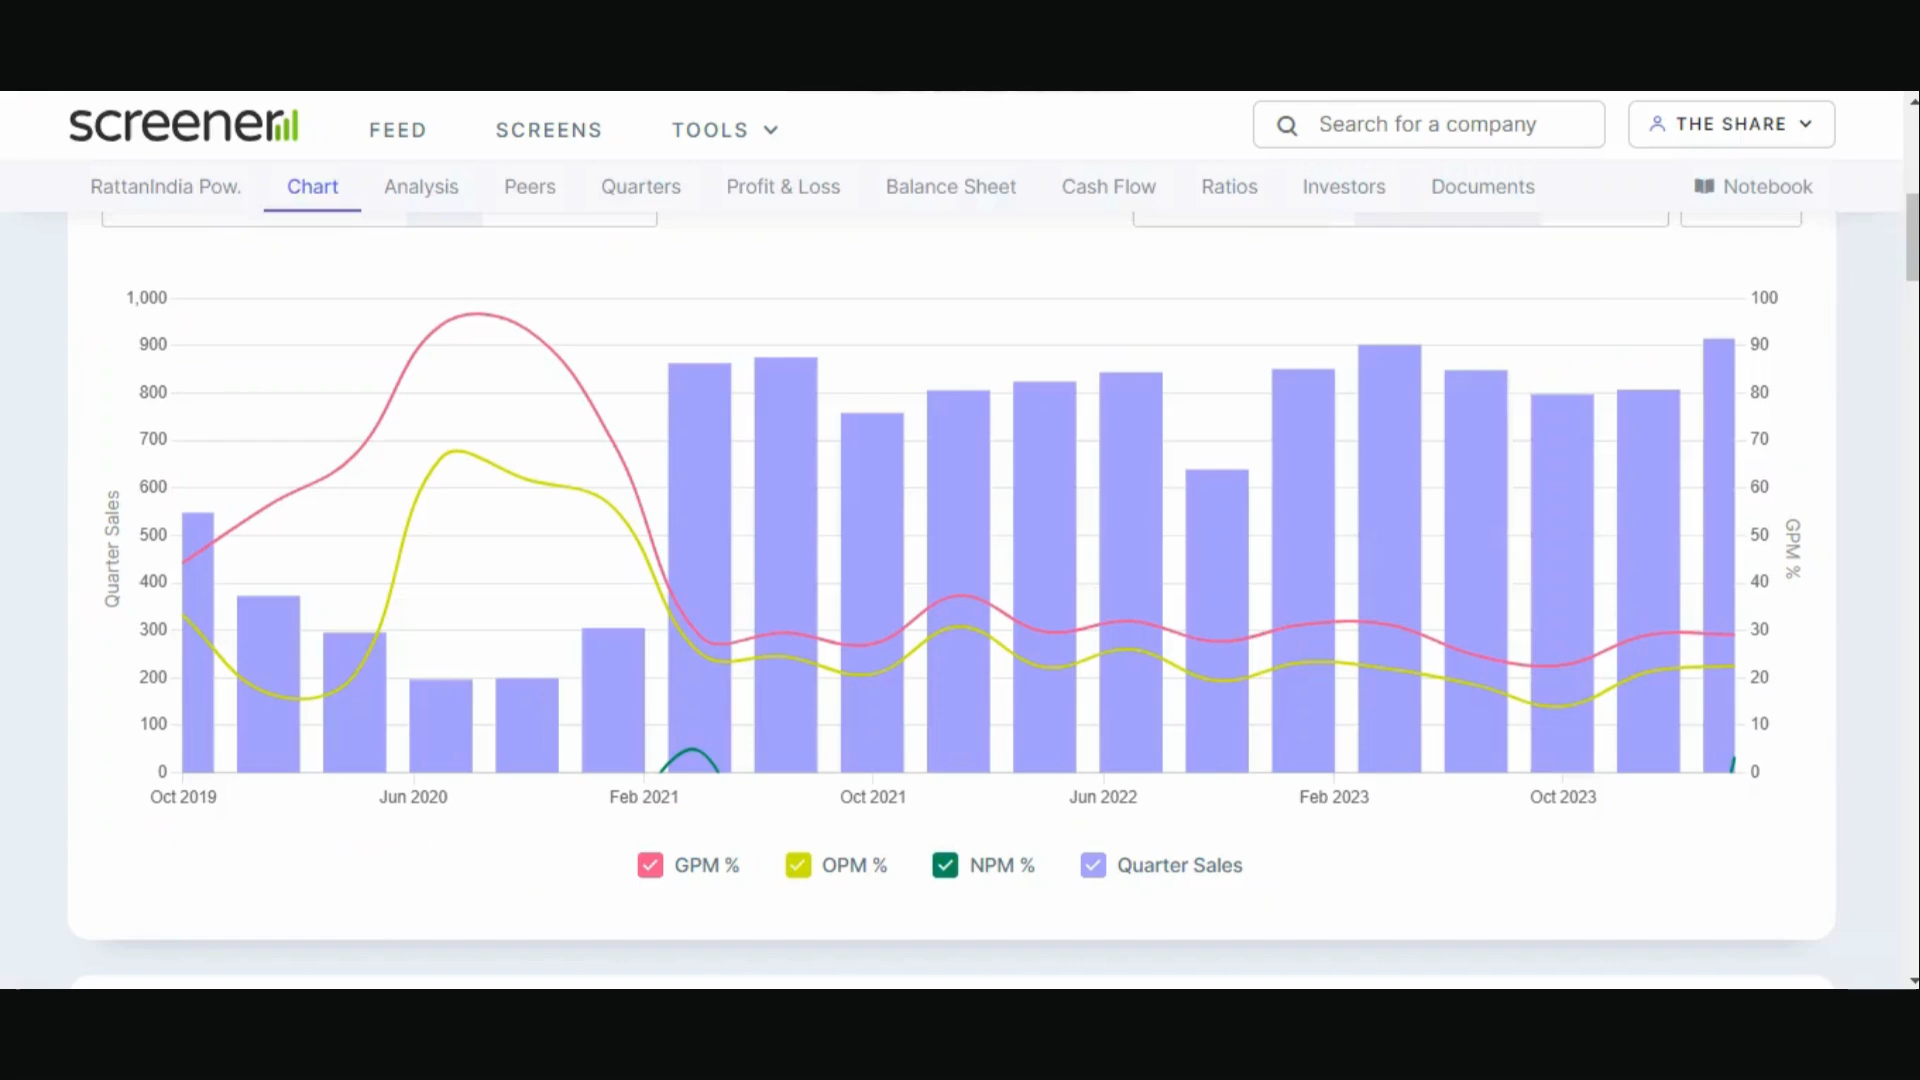 screener
FEED SCREENS TOOLS
Search for a company
THE SHARE
RattanIndia Pow. Chart Analysis Peers Quarters Profit & Loss Balance Sheet Cash Flow Ratios Investors Documents Notebook
1,000 100
900 90
800 80
700 70
600 60
500 50
400 40
300 30
200 20
100 10
0 0
Quarter Sales
GPM %
Oct 2019 Jun 2020 Feb 2021 Oct 2021 Jun 2022 Feb 2023 Oct 2023
GPM % OPM % NPM % Quarter Sales